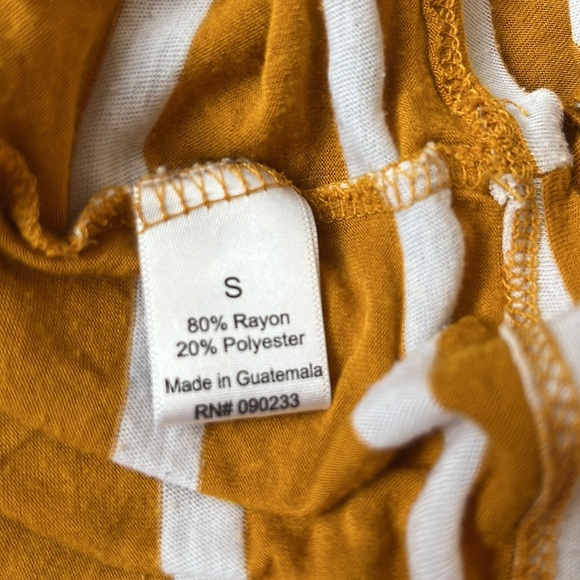 S
80% Rayon
20% Polyester
Made in Guatemala
RN# 090233